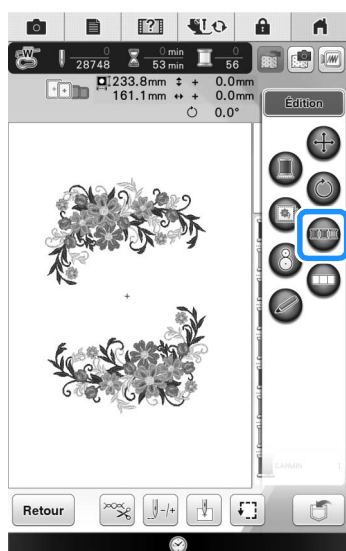 0
28748
0 min
53 min
0
56
233.8mm + 0.0mm
161.1mm + 0.0mm
0.0°
Édition
Retour
-/+